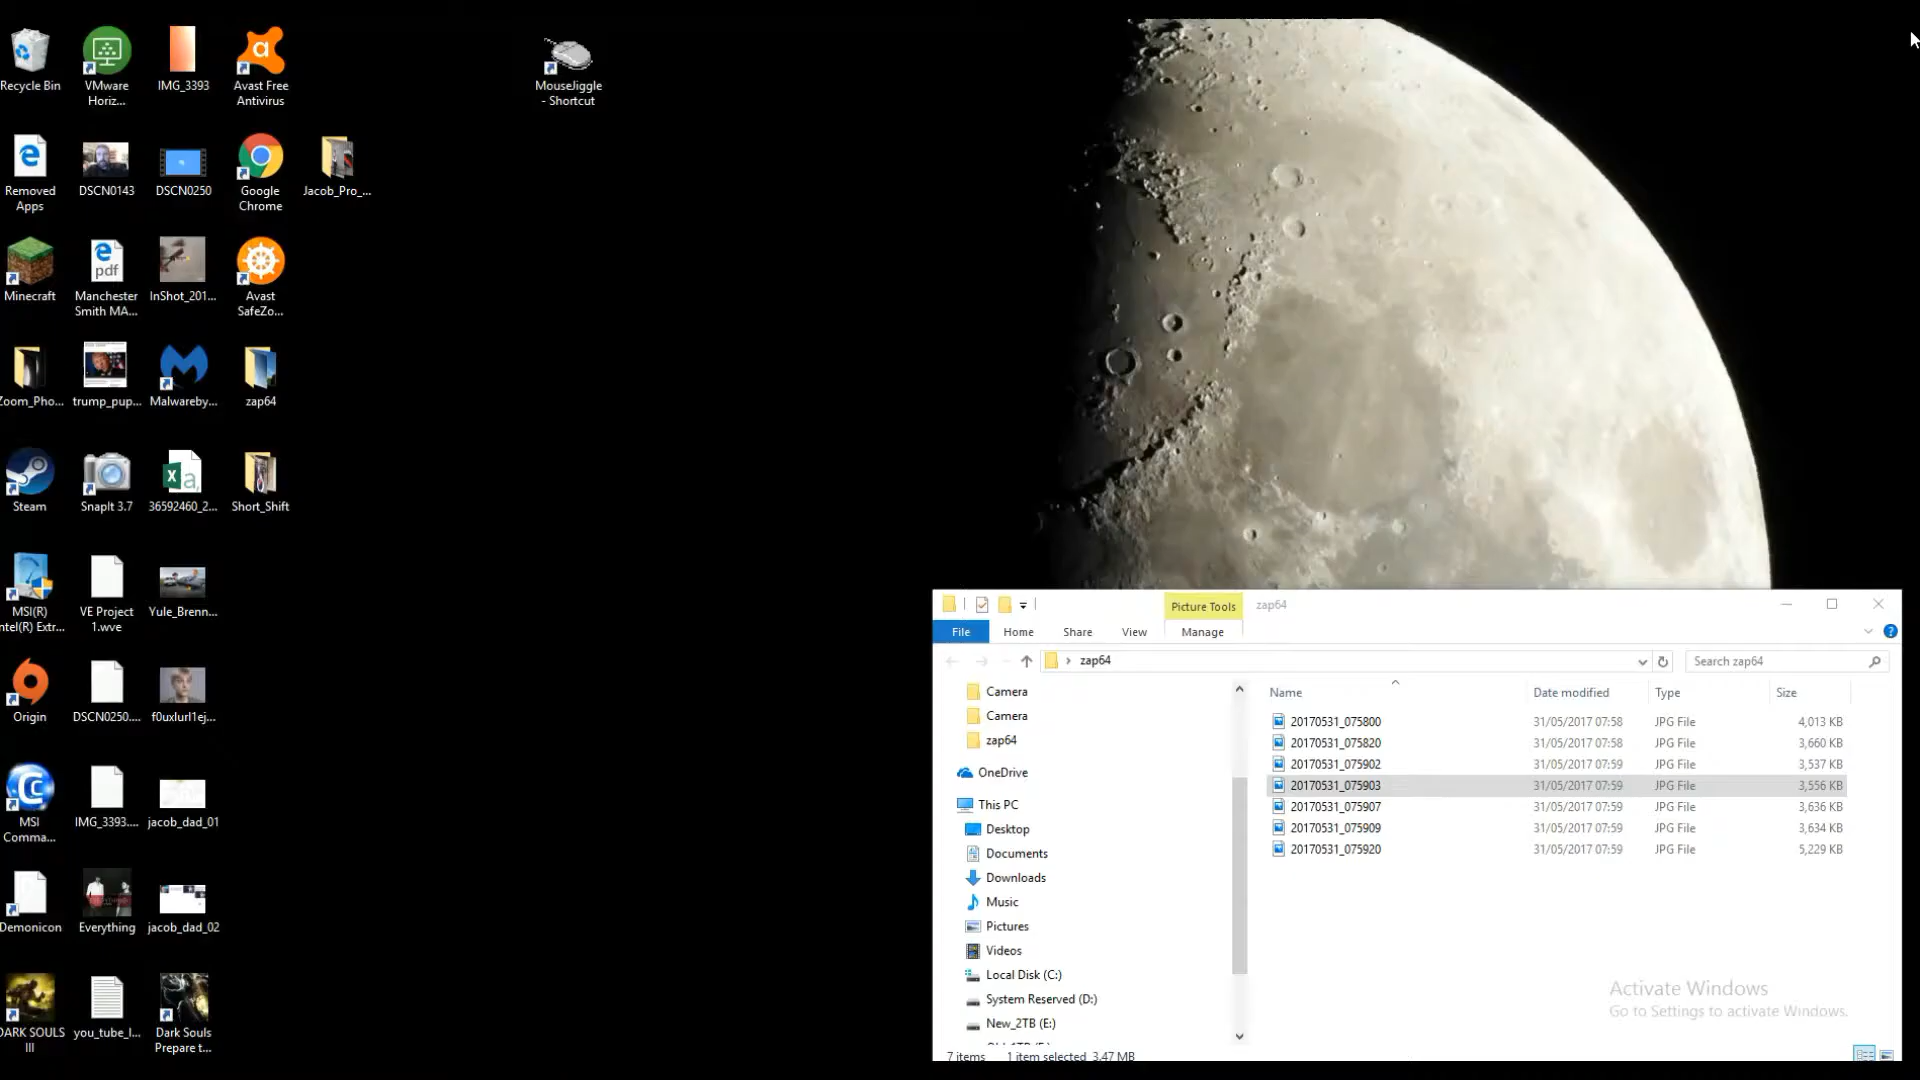 Recycle Bin
VMware
Horiz...
IMG_3393
Avast Free
Antivirus
MouseJiggle
- Shortcut
Removed
Apps
DSCN0143
DSCN0250
Google
Chrome
Jacob_Pro_...
Minecraft
Manchester
Smith MA...
InShot_201...
Avast
SafeZo...
Zoom_Pho...
trump_pup...
Malwareby...
zap64
Steam
SnapIt 3.7
36592460_2...
Short_Shift
MSI(R)
ntel(R) Extr...
VE Project
1.wve
Yule_Brenn...
Origin
DSCN0250....
f0uxlurl1ej...
MSI
Comma...
IMG_3393....
jacob_dad_01
Demonicon
Everything
jacob_dad_02
DARK SOULS
III
you_tube_l...
Dark Souls
Prepare t...
Picture Tools
zap64
File
Home
Share
View
Manage
zap64
Search zap64
Camera
Camera
zap64
OneDrive
This PC
Desktop
Documents
Downloads
Music
Pictures
Videos
Local Disk (C:)
System Reserved (D:)
New_2TB (E:)
Name Date modified Type Size
20170531_075800 31/05/2017 07:58 JPG File 4,013 KB
20170531_075820 31/05/2017 07:58 JPG File 3,660 KB
20170531_075902 31/05/2017 07:59 JPG File 3,537 KB
20170531_075903 31/05/2017 07:59 JPG File 3,556 KB
20170531_075907 31/05/2017 07:59 JPG File 3,636 KB
20170531_075909 31/05/2017 07:59 JPG File 3,634 KB
20170531_075920 31/05/2017 07:59 JPG File 5,229 KB
Activate Windows
Go to Settings to activate Windows.
7 items 1 item selected 3.47 MB